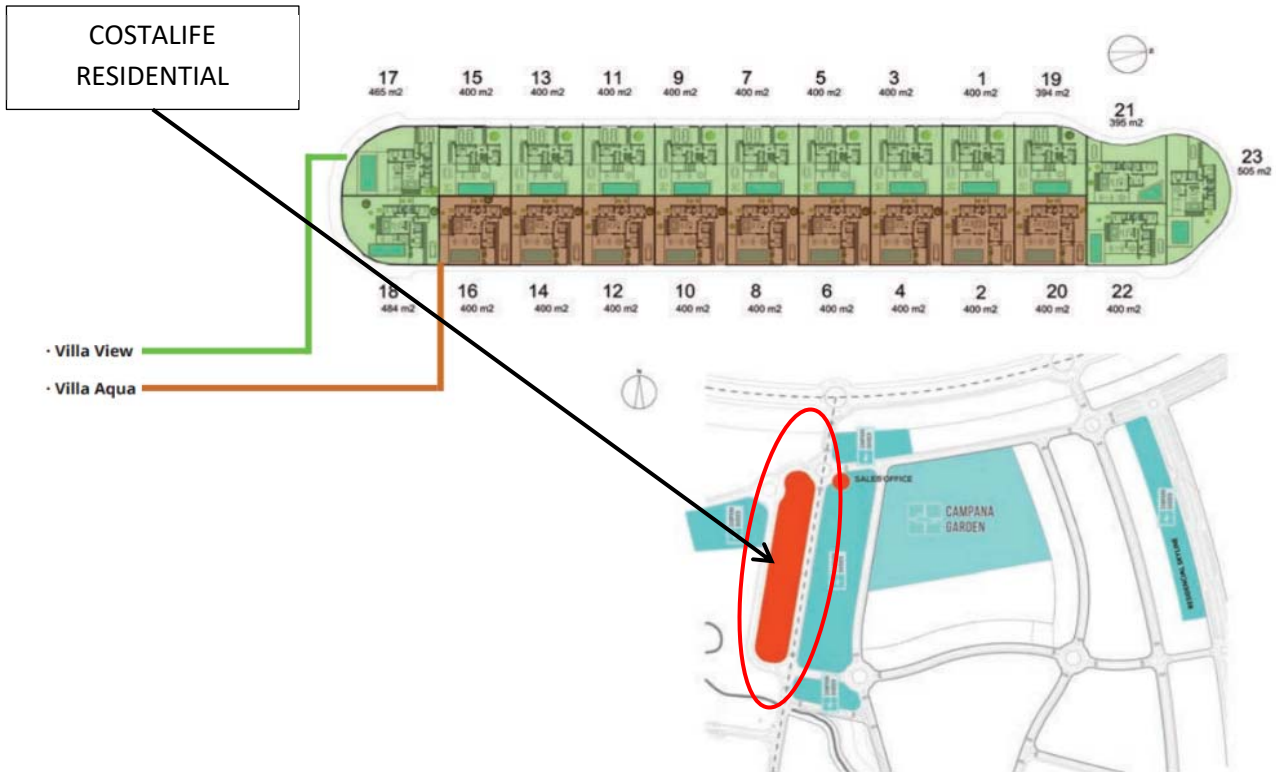 COSTALIFE
RESIDENTIAL
17
465 m2
15
400 m2
13
400 m2
11
400 m2
9
400 m2
7
400 m2
5
400 m2
3
400 m2
1
400 m2
19
394 m2
21
395 m2
23
505 m2
18
484 m2
16
400 m2
14
400 m2
12
400 m2
10
400 m2
8
400 m2
6
400 m2
4
400 m2
2
400 m2
20
400 m2
22
400 m2
· Villa View
· Villa Aqua
N
SALES OFFICE
CAMPANA
GARDEN
RESIDENCIAL SKYLINE